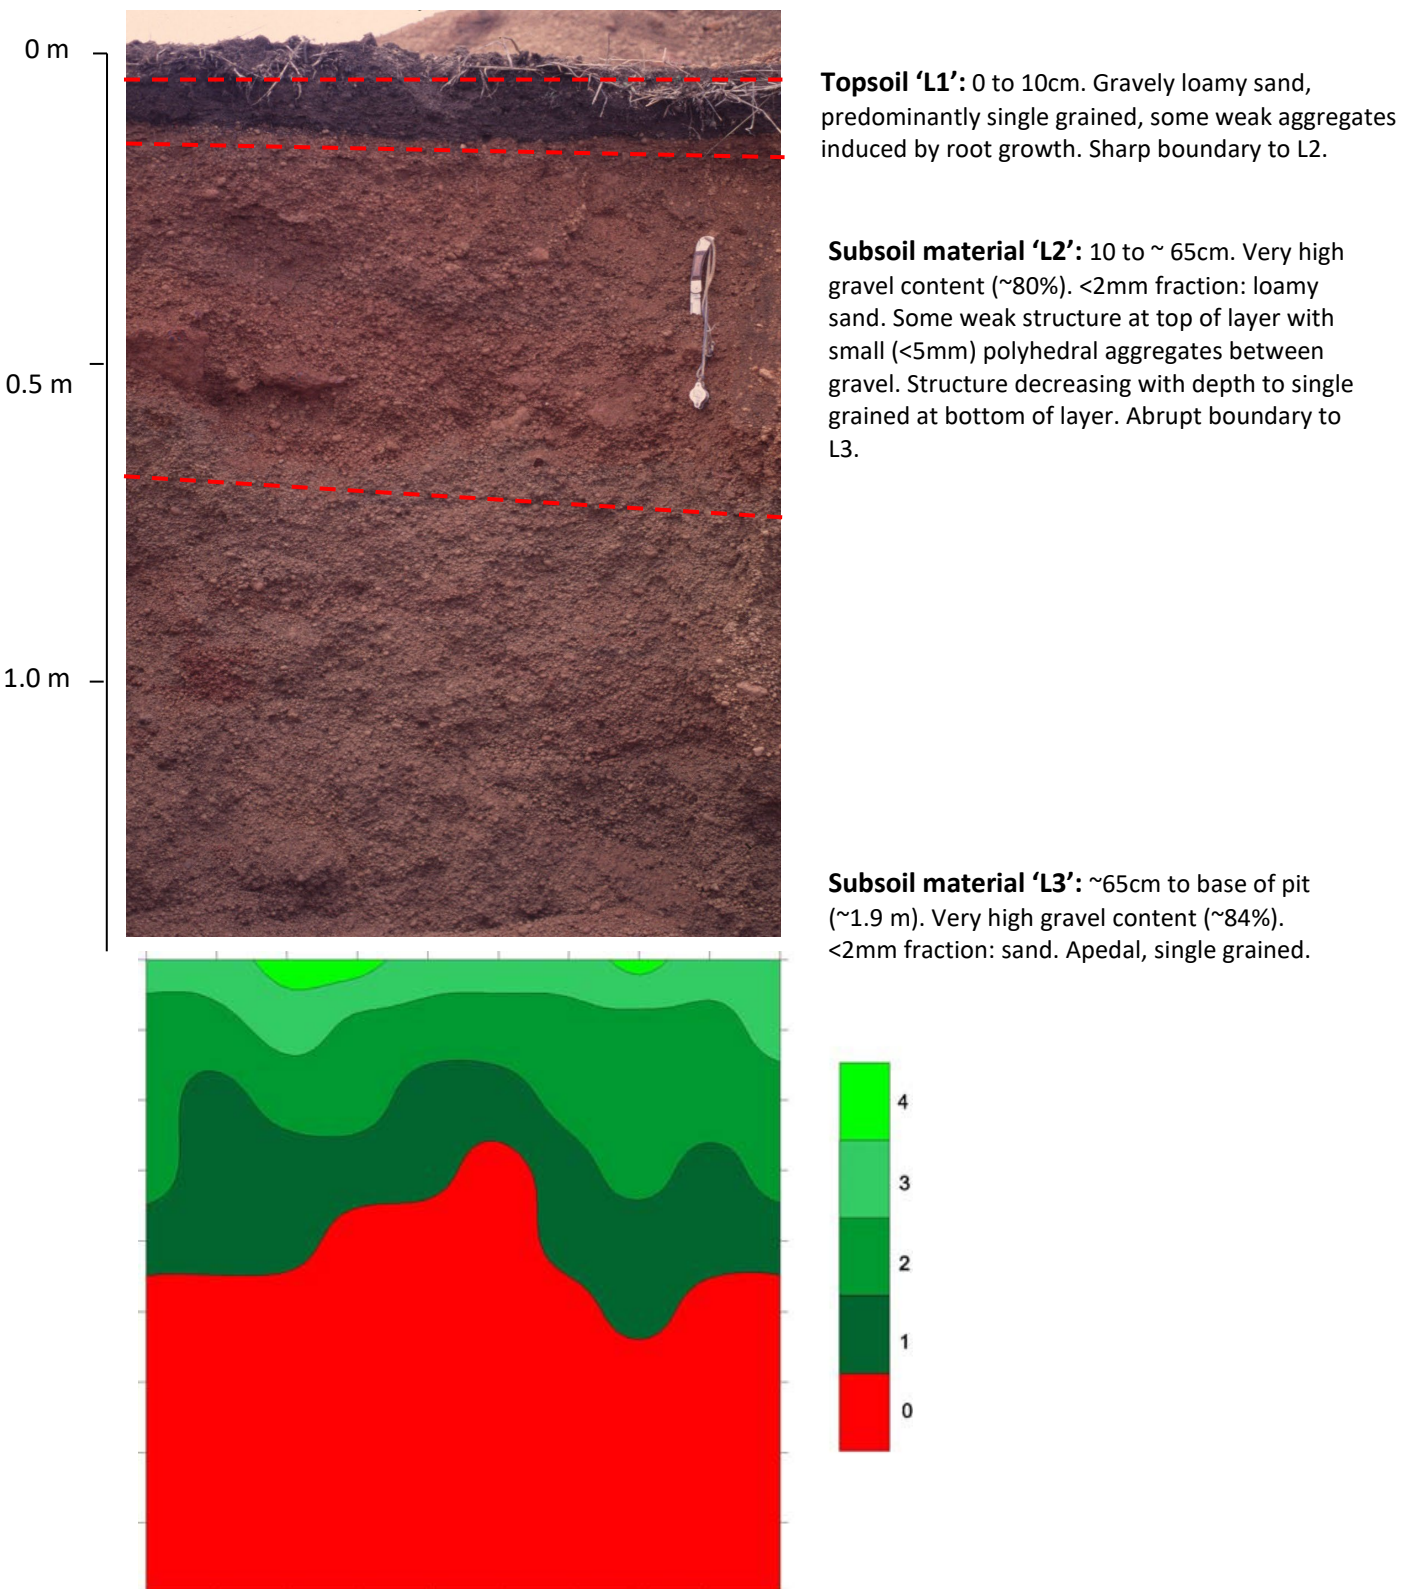 0 m
0.5 m
1.0 m
Topsoil ‘L1’: 0 to 10cm. Gravely loamy sand,
predominantly single grained, some weak aggregates
induced by root growth. Sharp boundary to L2.
Subsoil material ‘L2’: 10 to ~ 65cm. Very high
gravel content (~80%). <2mm fraction: loamy
sand. Some weak structure at top of layer with
small (<5mm) polyhedral aggregates between
gravel. Structure decreasing with depth to single
grained at bottom of layer. Abrupt boundary to
L3.
Subsoil material ‘L3’: ~65cm to base of pit
(~1.9 m). Very high gravel content (~84%).
<2mm fraction: sand. Apedal, single grained.
4
3
2
1
0